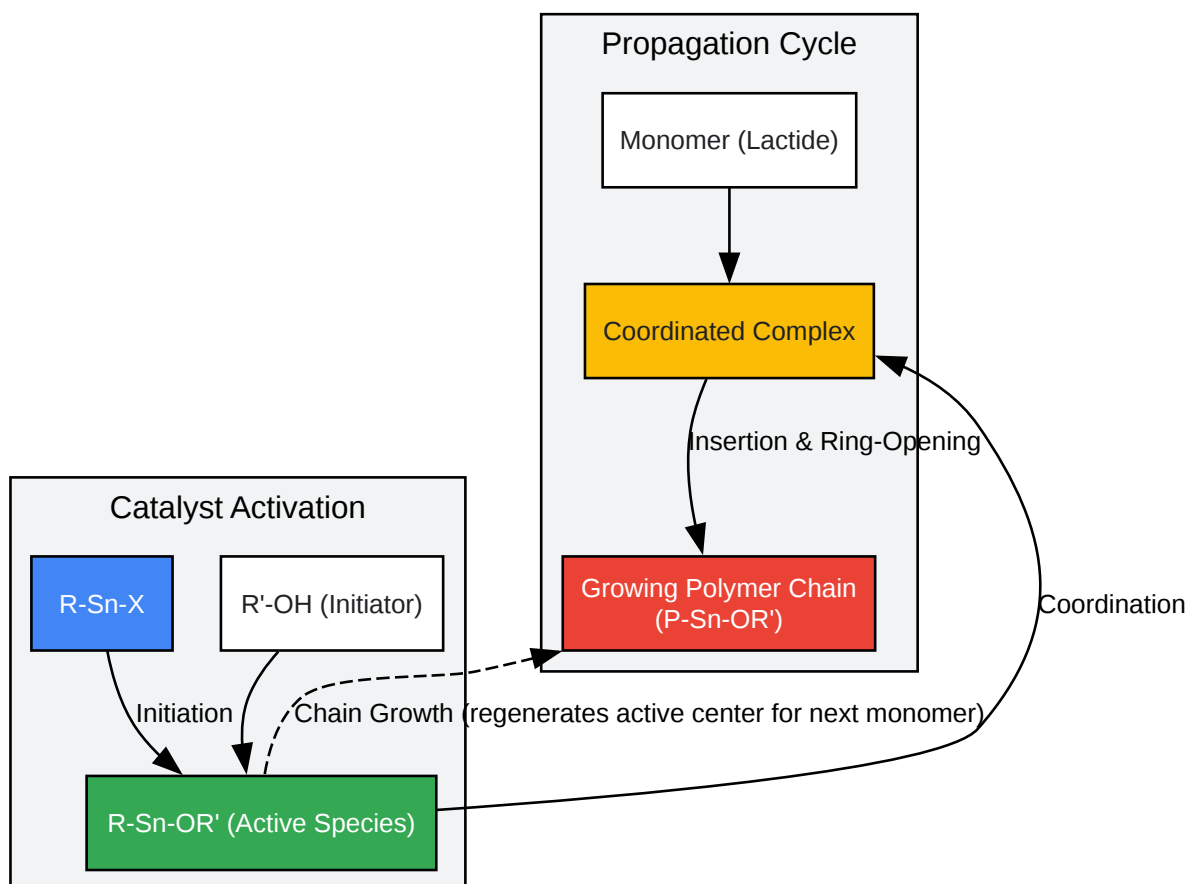 Propagation Cycle
Monomer (Lactide)
Coordinated Complex
Insertion & Ring-Opening
Catalyst Activation
R-Sn-X
R'-OH (Initiator)
Growing Polymer Chain
(P-Sn-OR')
Coordination
Initiation
Chain Growth (regenerates active center for next monomer)
R-Sn-OR' (Active Species)